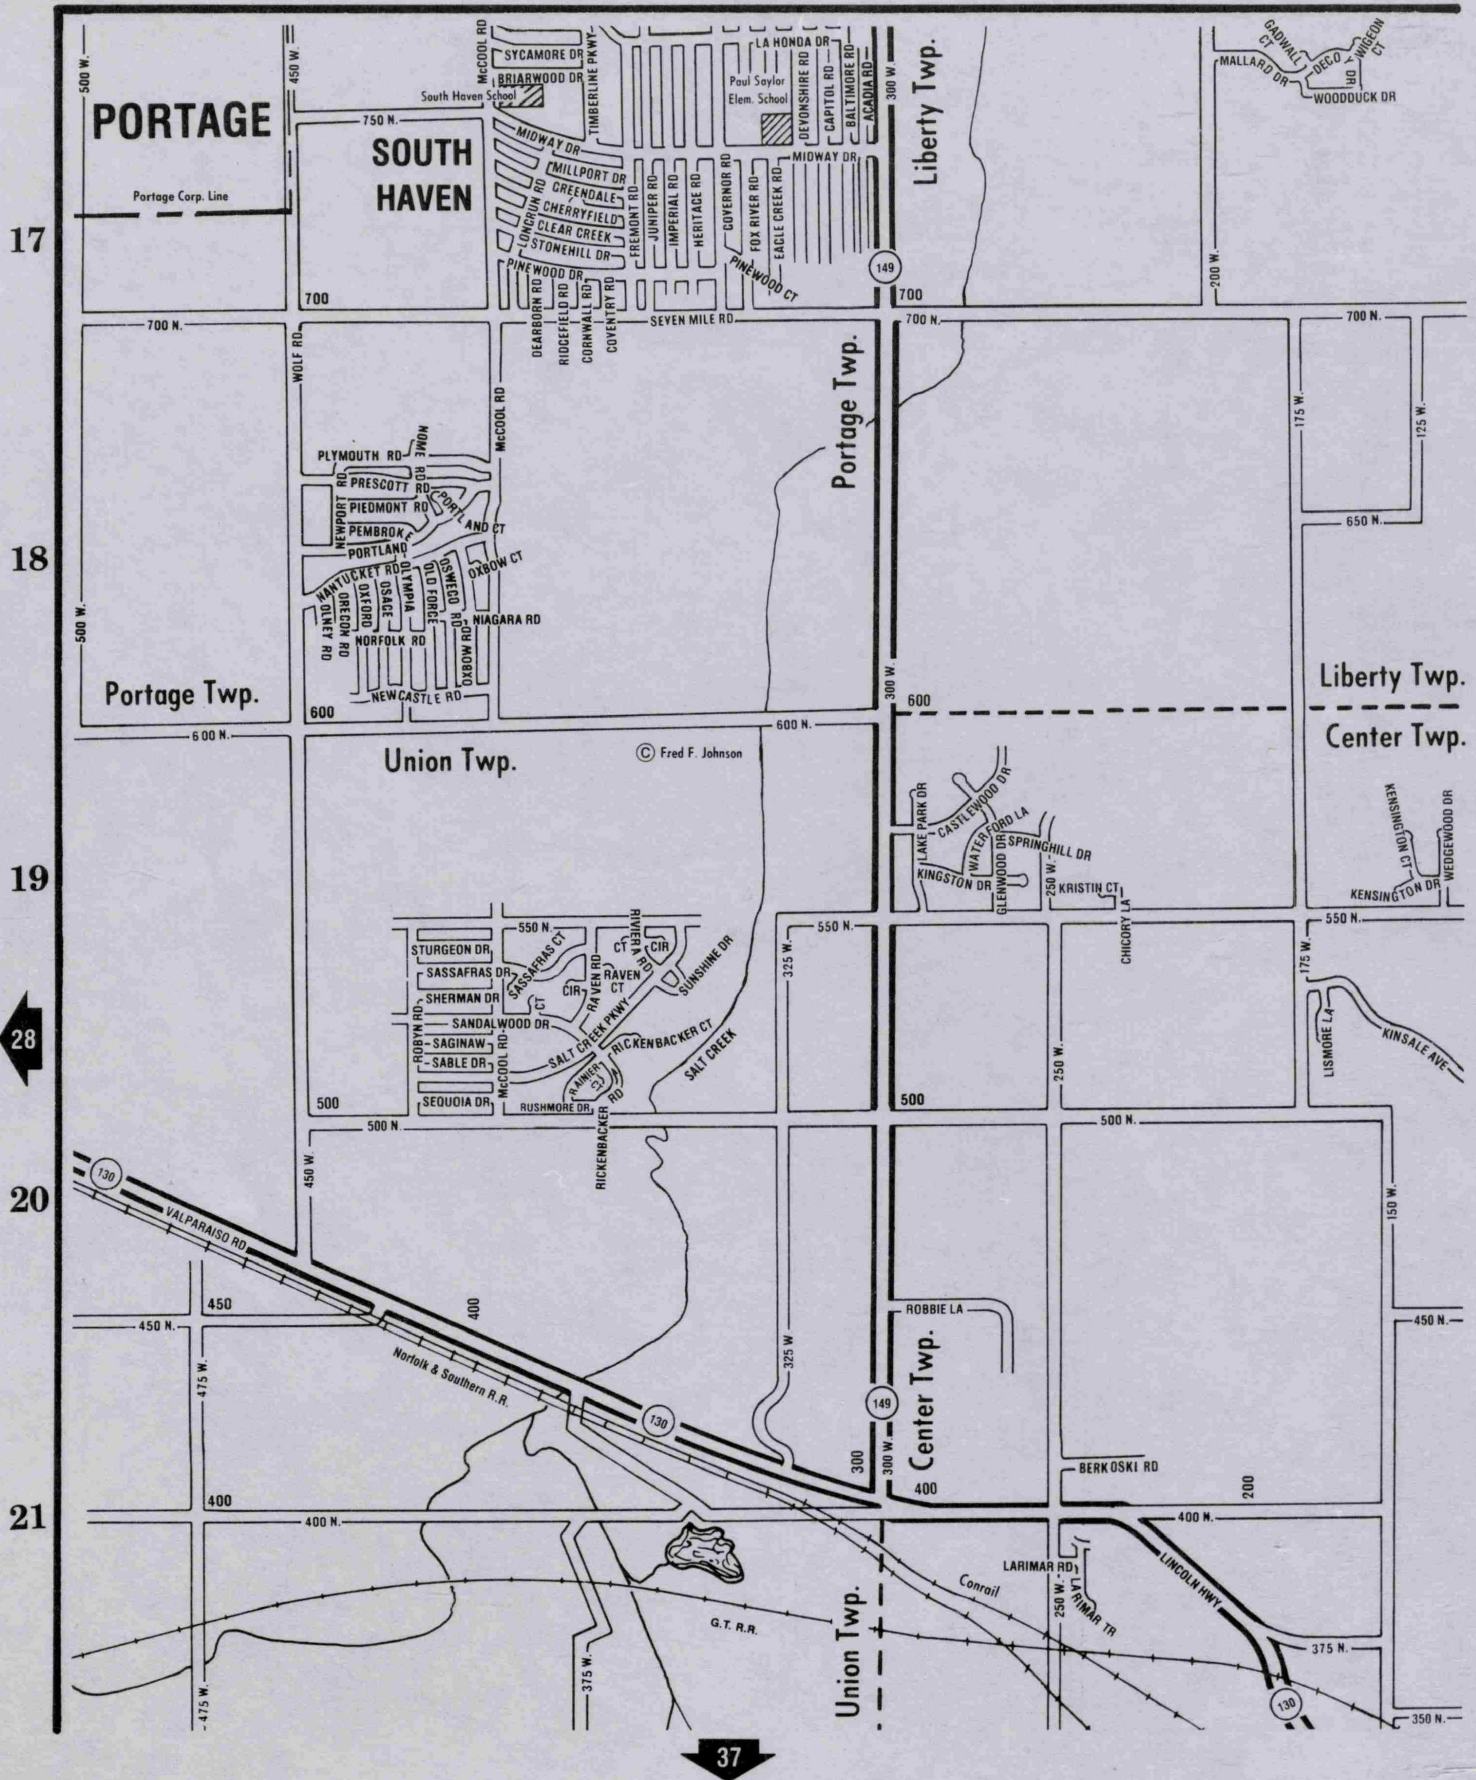 500 W.
450 W.
McCOOL RD
SYCAMORE DR
BRIARWOOD DR
TIMBERLINE PKWY
LA HONDA DR
Paul Saylor
Elem. School
DEVONSHIRE RD
CAPITOL RD
BALTIMORE RD
ACADIA RD
300 W.
Liberty Twp.
GADWALL CT
MALLARD DR
DECOY DR
WIGEON CT
WOODDUCK DR
PORTAGE
South Haven School
750 N.
SOUTH
HAVEN
MIDWAY DR
MIDWAY DR
MILLPORT DR
GREENDALE
CHERRYFIELD
CLEAR CREEK
STONEHILL DR
LONGRUN RD
PINEWOOD DR
FREMONT RD
JUNIPER RD
IMPERIAL RD
HERITAGE RD
GOVERNOR RD
FOX RIVER RD
EAGLE CREEK RD
PINEWOOD CT
Portage Corp. Line
17
149
200 W.
700
700
700 N.
DEARBORN RD
RIDGEFIELD RD
CORNWALL RD
COVENTRY RD
SEVEN MILE RD
700 N.
700 N.
WOLF RD
McCOOL RD
Portage Twp.
175 W.
125 W.
PLYMOUTH RD
NOME RD
PRESCOTT RD
PIEDMONT RD
NEWPORT RD
PEMBROKE
PORTLAND CT
PORTLAND
650 N.
18
NANTUCKET RD
OXBOW CT
OLNEY RD
OREGON RD
OXFORD
OSAGE
OLYMPIA
OLD FORGE
OSWEGO RD
OXBOW RD
NIAGARA RD
NORFOLK RD
NEWCASTLE RD
500 W.
Portage Twp.
300 W.
Liberty Twp.
600
600
600 N.
600 N.
Center Twp.
Union Twp.
© Fred F. Johnson
LAKE PARK DR
CASTLEWOOD DR
WATERFORD LA
SPRINGHILL DR
KINGSTON DR
GLENWOOD DR
250 W.
KRISTIN CT
CHICORY LA
KENSINGTON CT
WEDGEWOOD DR
KENSINGTON DR
19
550 N.
550 N.
550 N.
STURGEON DR
SASSAFRAS CT
SASSAFRAS DR
RIVIERA RD
CT
CIR
RAVEN RD
RAVEN CT
SUNSHINE DR
CIR
CT
SHERMAN DR
SANDALWOOD DR
ROBYN RD
SAGINAW
SABLE DR
McCOOL RD
SALT CREEK PKWY
RICKENBACKER CT
SALT CREEK
RAINIER
SEQUOIA DR
RUSHMORE DR
RICKENBACKER RD
325 W.
250 W.
175 W.
LISMORE LA
KINSALE AVE
28
500
500
500 N.
500 N.
450 W.
20
130
VALPARAISO RD
150 W.
450
400
450 N.
475 W.
Norfolk & Southern R.R.
325 W
ROBBIE LA
450 N.
130
149
Center Twp.
300
300 W.
BERKOSKI RD
400
400
200
21
400 N.
400 N.
LARIMAR RD
LARIMAR TR
LINCOLN HWY
Conrail
250 W.
G.T. R.R.
Union Twp.
375 N.
475 W.
375 W.
130
350 N.
37